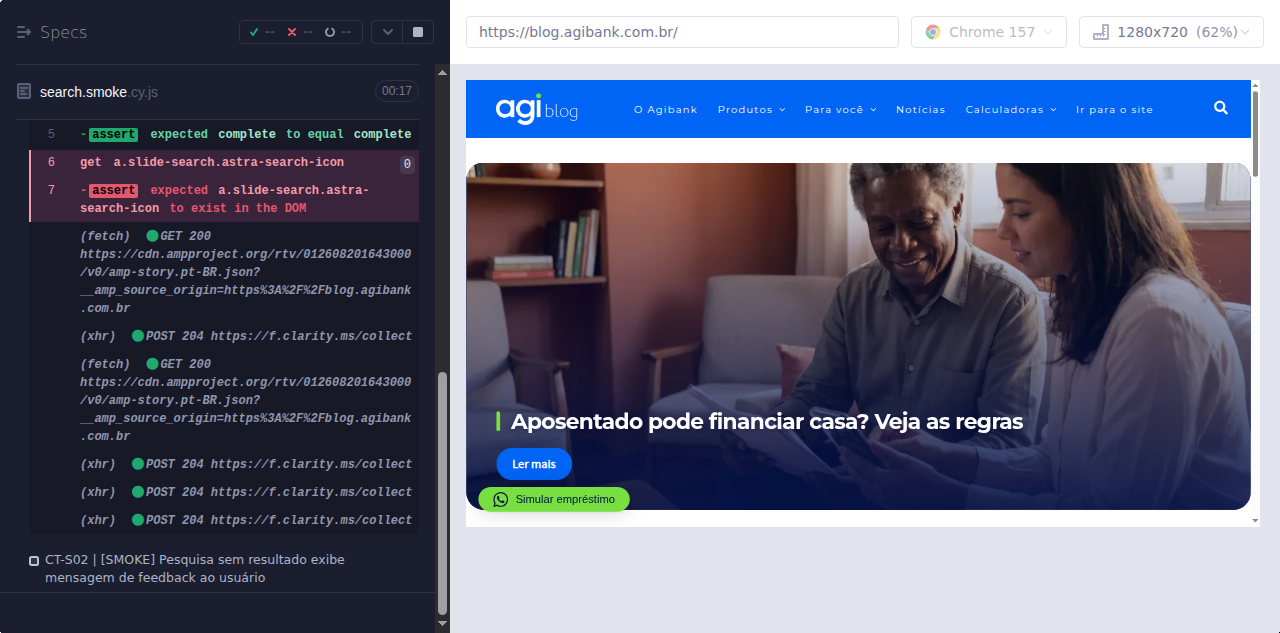 Specs
--
--
--
search.smoke.cy.js
00:17
5 -assert expected complete to equal complete
6 get a.slide-search.astra-search-icon 0
7 -assert expected a.slide-search.astra-
search-icon to exist in the DOM
(fetch) GET 200
https://cdn.ampproject.org/rtv/012608201643000
/v0/amp-story.pt-BR.json?
__amp_source_origin=https%3A%2F%2Fblog.agibank
.com.br
(xhr) POST 204 https://f.clarity.ms/collect
(fetch) GET 200
https://cdn.ampproject.org/rtv/012608201643000
/v0/amp-story.pt-BR.json?
__amp_source_origin=https%3A%2F%2Fblog.agibank
.com.br
(xhr) POST 204 https://f.clarity.ms/collect
(xhr) POST 204 https://f.clarity.ms/collect
(xhr) POST 204 https://f.clarity.ms/collect
CT-S02 | [SMOKE] Pesquisa sem resultado exibe
mensagem de feedback ao usuário
https://blog.agibank.com.br/
Chrome 157
1280x720 (62%)
agi blog
O Agibank
Produtos
Para você
Notícias
Calculadoras
Ir para o site
Aposentado pode financiar casa? Veja as regras
Ler mais
Simular empréstimo